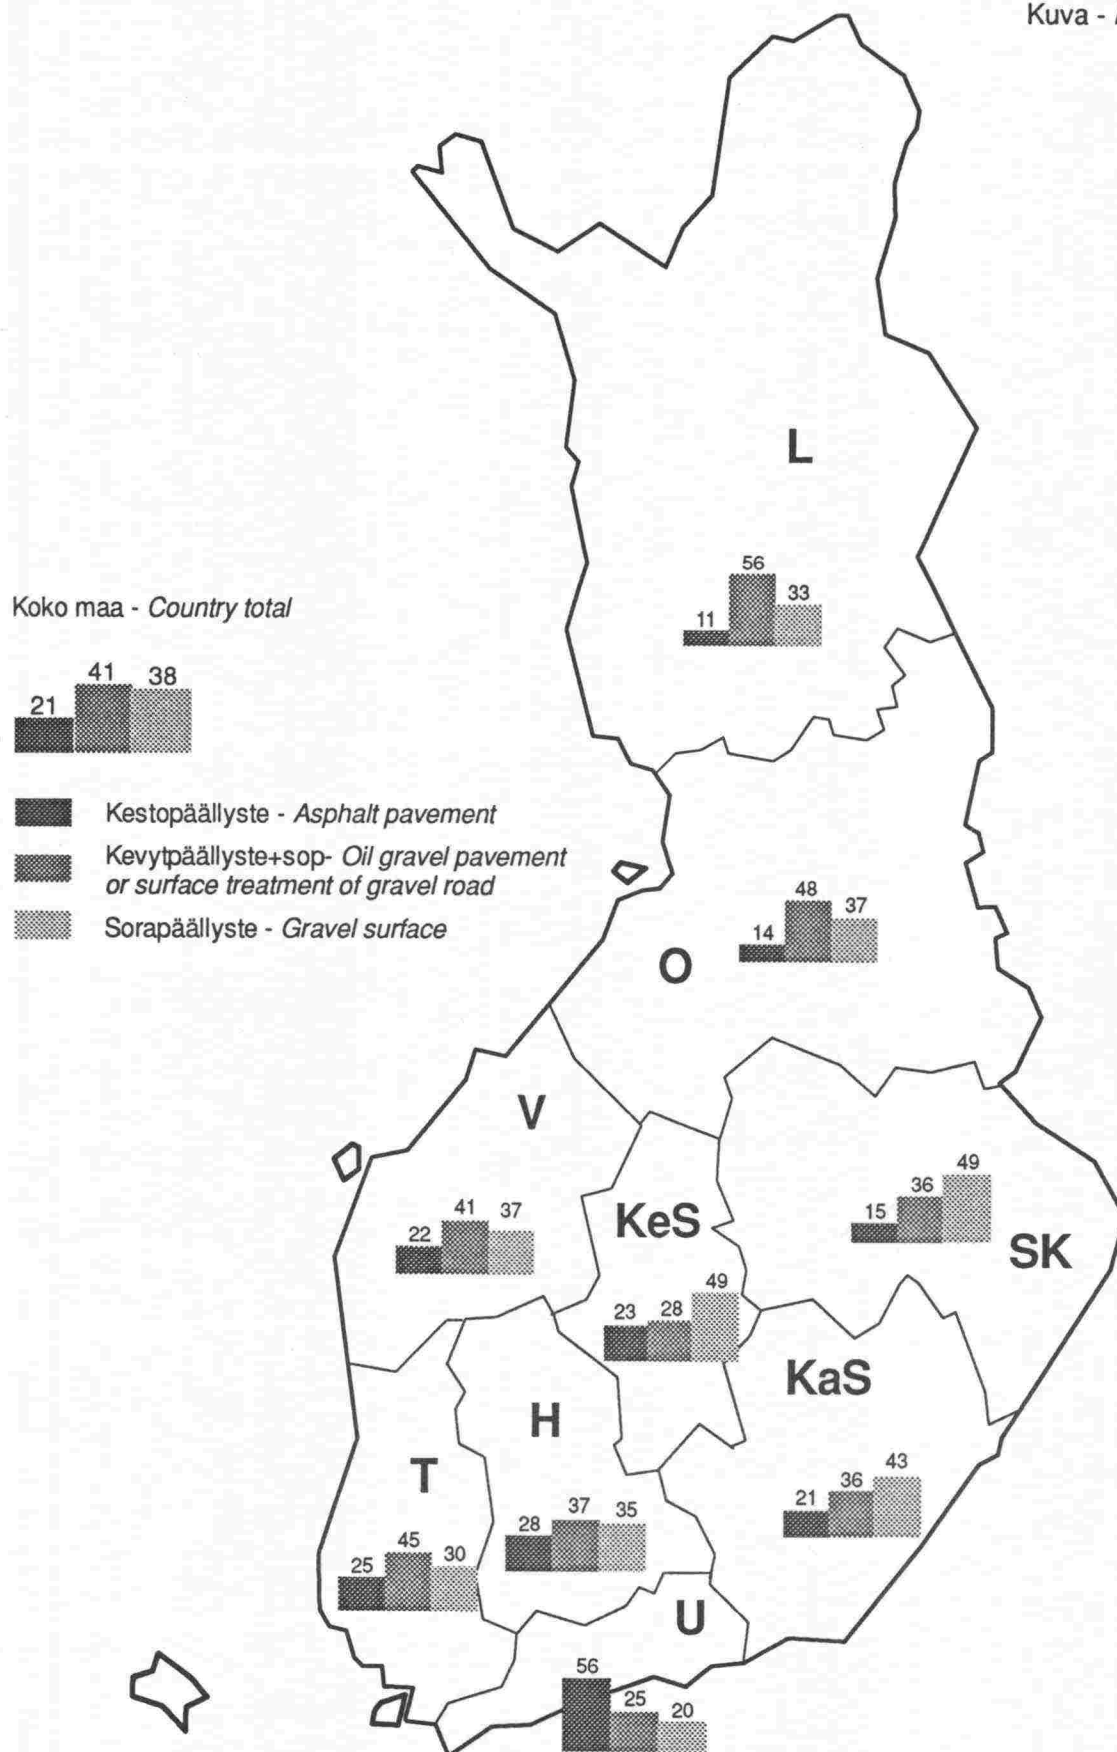 Kuva -
L
56
11
33
Koko maa - Country total
21
41
38
Kestopäällyste - Asphalt pavement
Kevytpäällyste+sop- Oil gravel pavement
or surface treatment of gravel road
Sorapäällyste - Gravel surface
14
48
37
O
V
22
41
37
KeS
15
36
49
SK
23
28
49
KaS
H
T
21
36
43
28
37
35
25
45
30
U
56
25
20